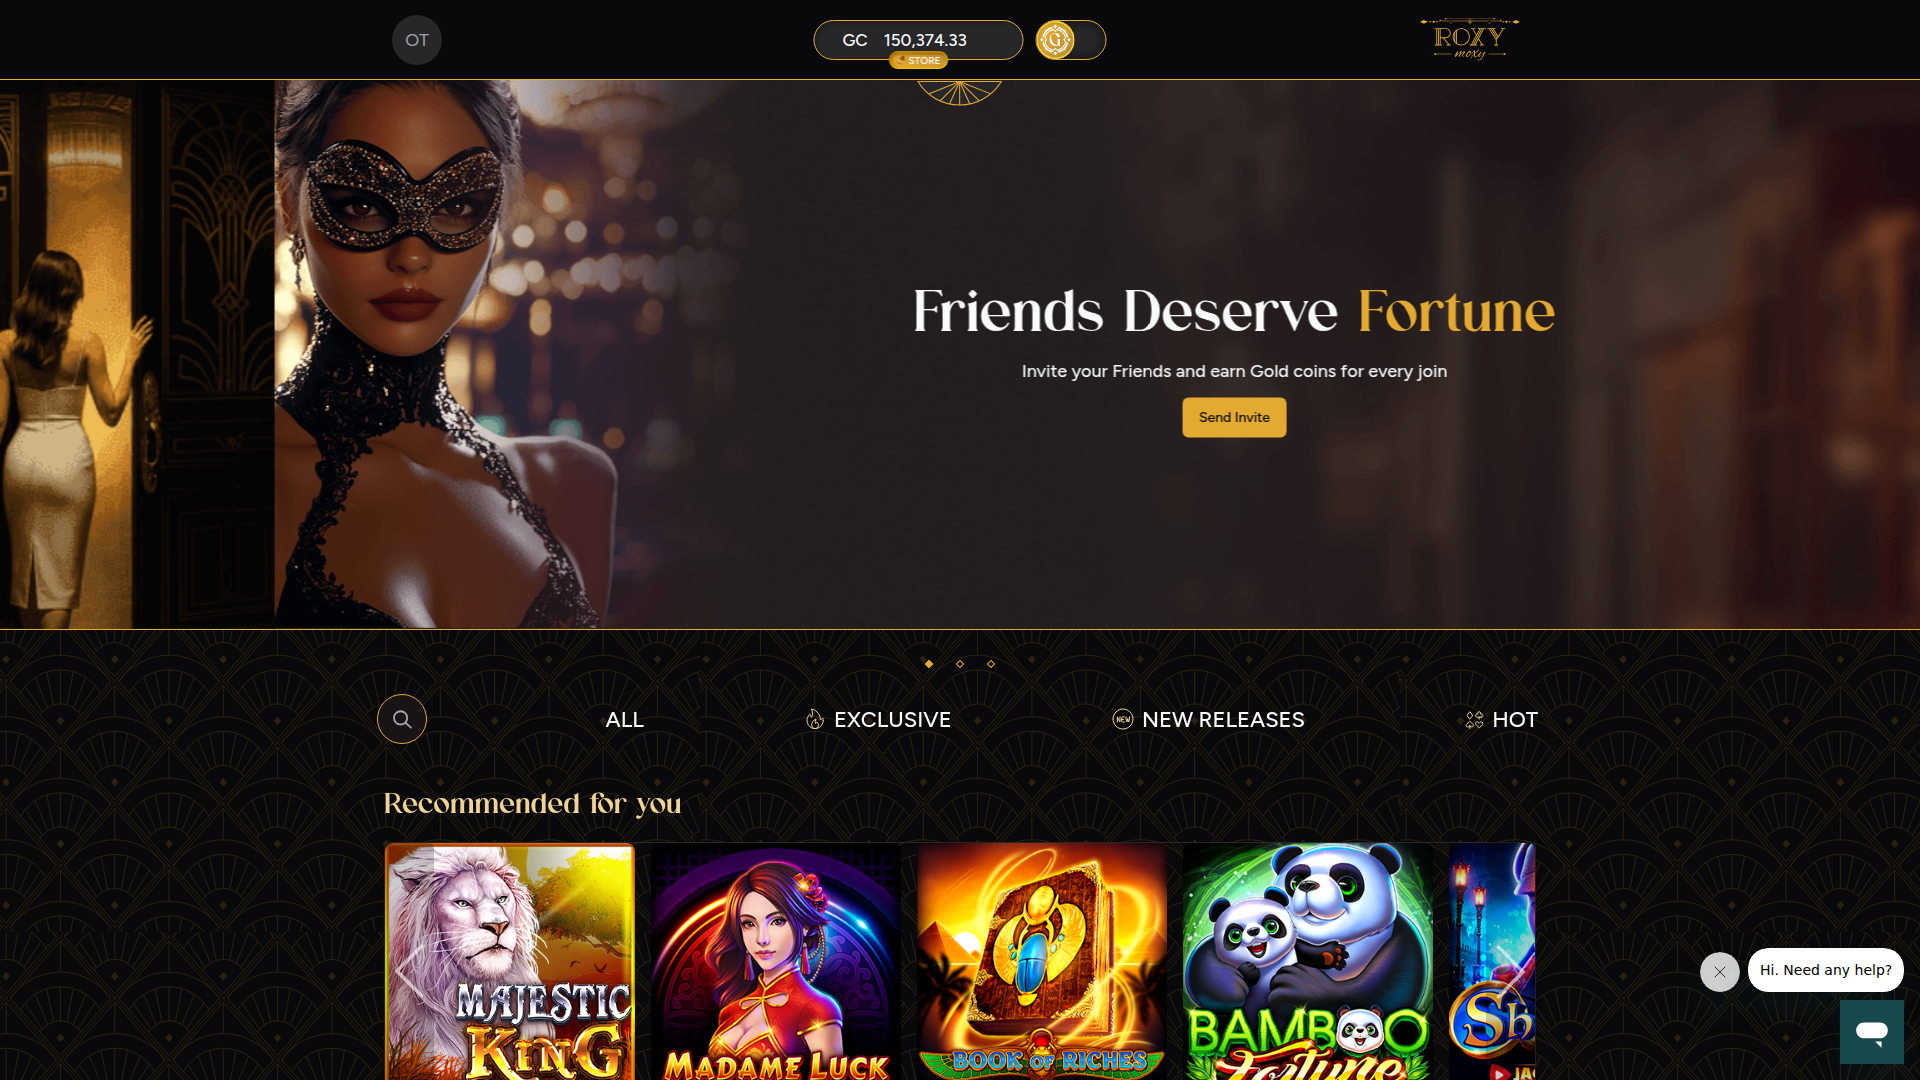 OT
GC 150,374.33
STORE
G
ROXY
moxy
Friends Deserve Fortune
Invite your Friends and earn Gold coins for every join
Send Invite
ALL
EXCLUSIVE
NEW
NEW RELEASES
HOT
Recommended for you
MAJESTIC
KING
MADAME LUCK
BOOK OF RICHES
BAMBOO
Fortune
Hi. Need any help?